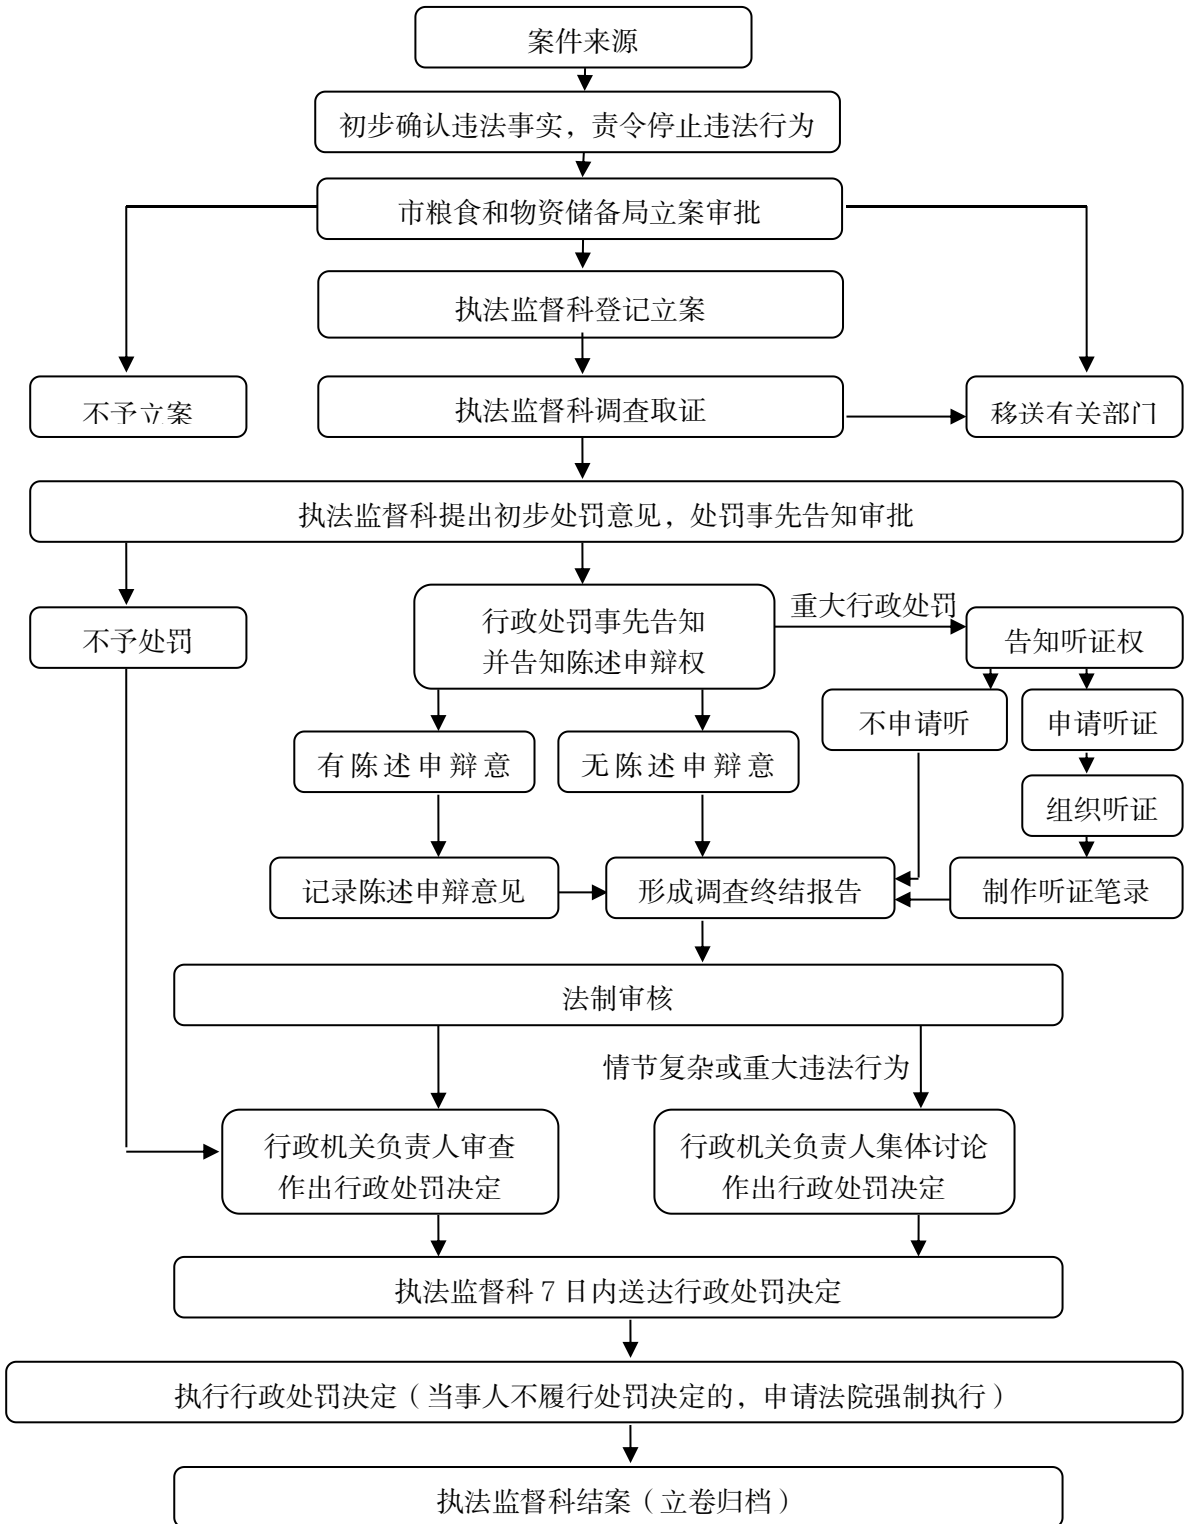 案件来源
初步确认违法事实，责令停止违法行为
市粮食和物资储备局立案审批
执法监督科登记立案
不予立案
执法监督科调查取证
移送有关部门
执法监督科提出初步处罚意见，处罚事先告知审批
不予处罚
行政处罚事先告知
并告知陈述申辩权
重大行政处罚
告知听证权
不申请听
申请听证
有陈述申辩意
无陈述申辩意
组织听证
记录陈述申辩意见
形成调查终结报告
制作听证笔录
法制审核
情节复杂或重大违法行为
行政机关负责人审查
作出行政处罚决定
行政机关负责人集体讨论
作出行政处罚决定
执法监督科 7 日内送达行政处罚决定
执行行政处罚决定（当事人不履行处罚决定的，申请法院强制执行）
执法监督科结案（立卷归档）